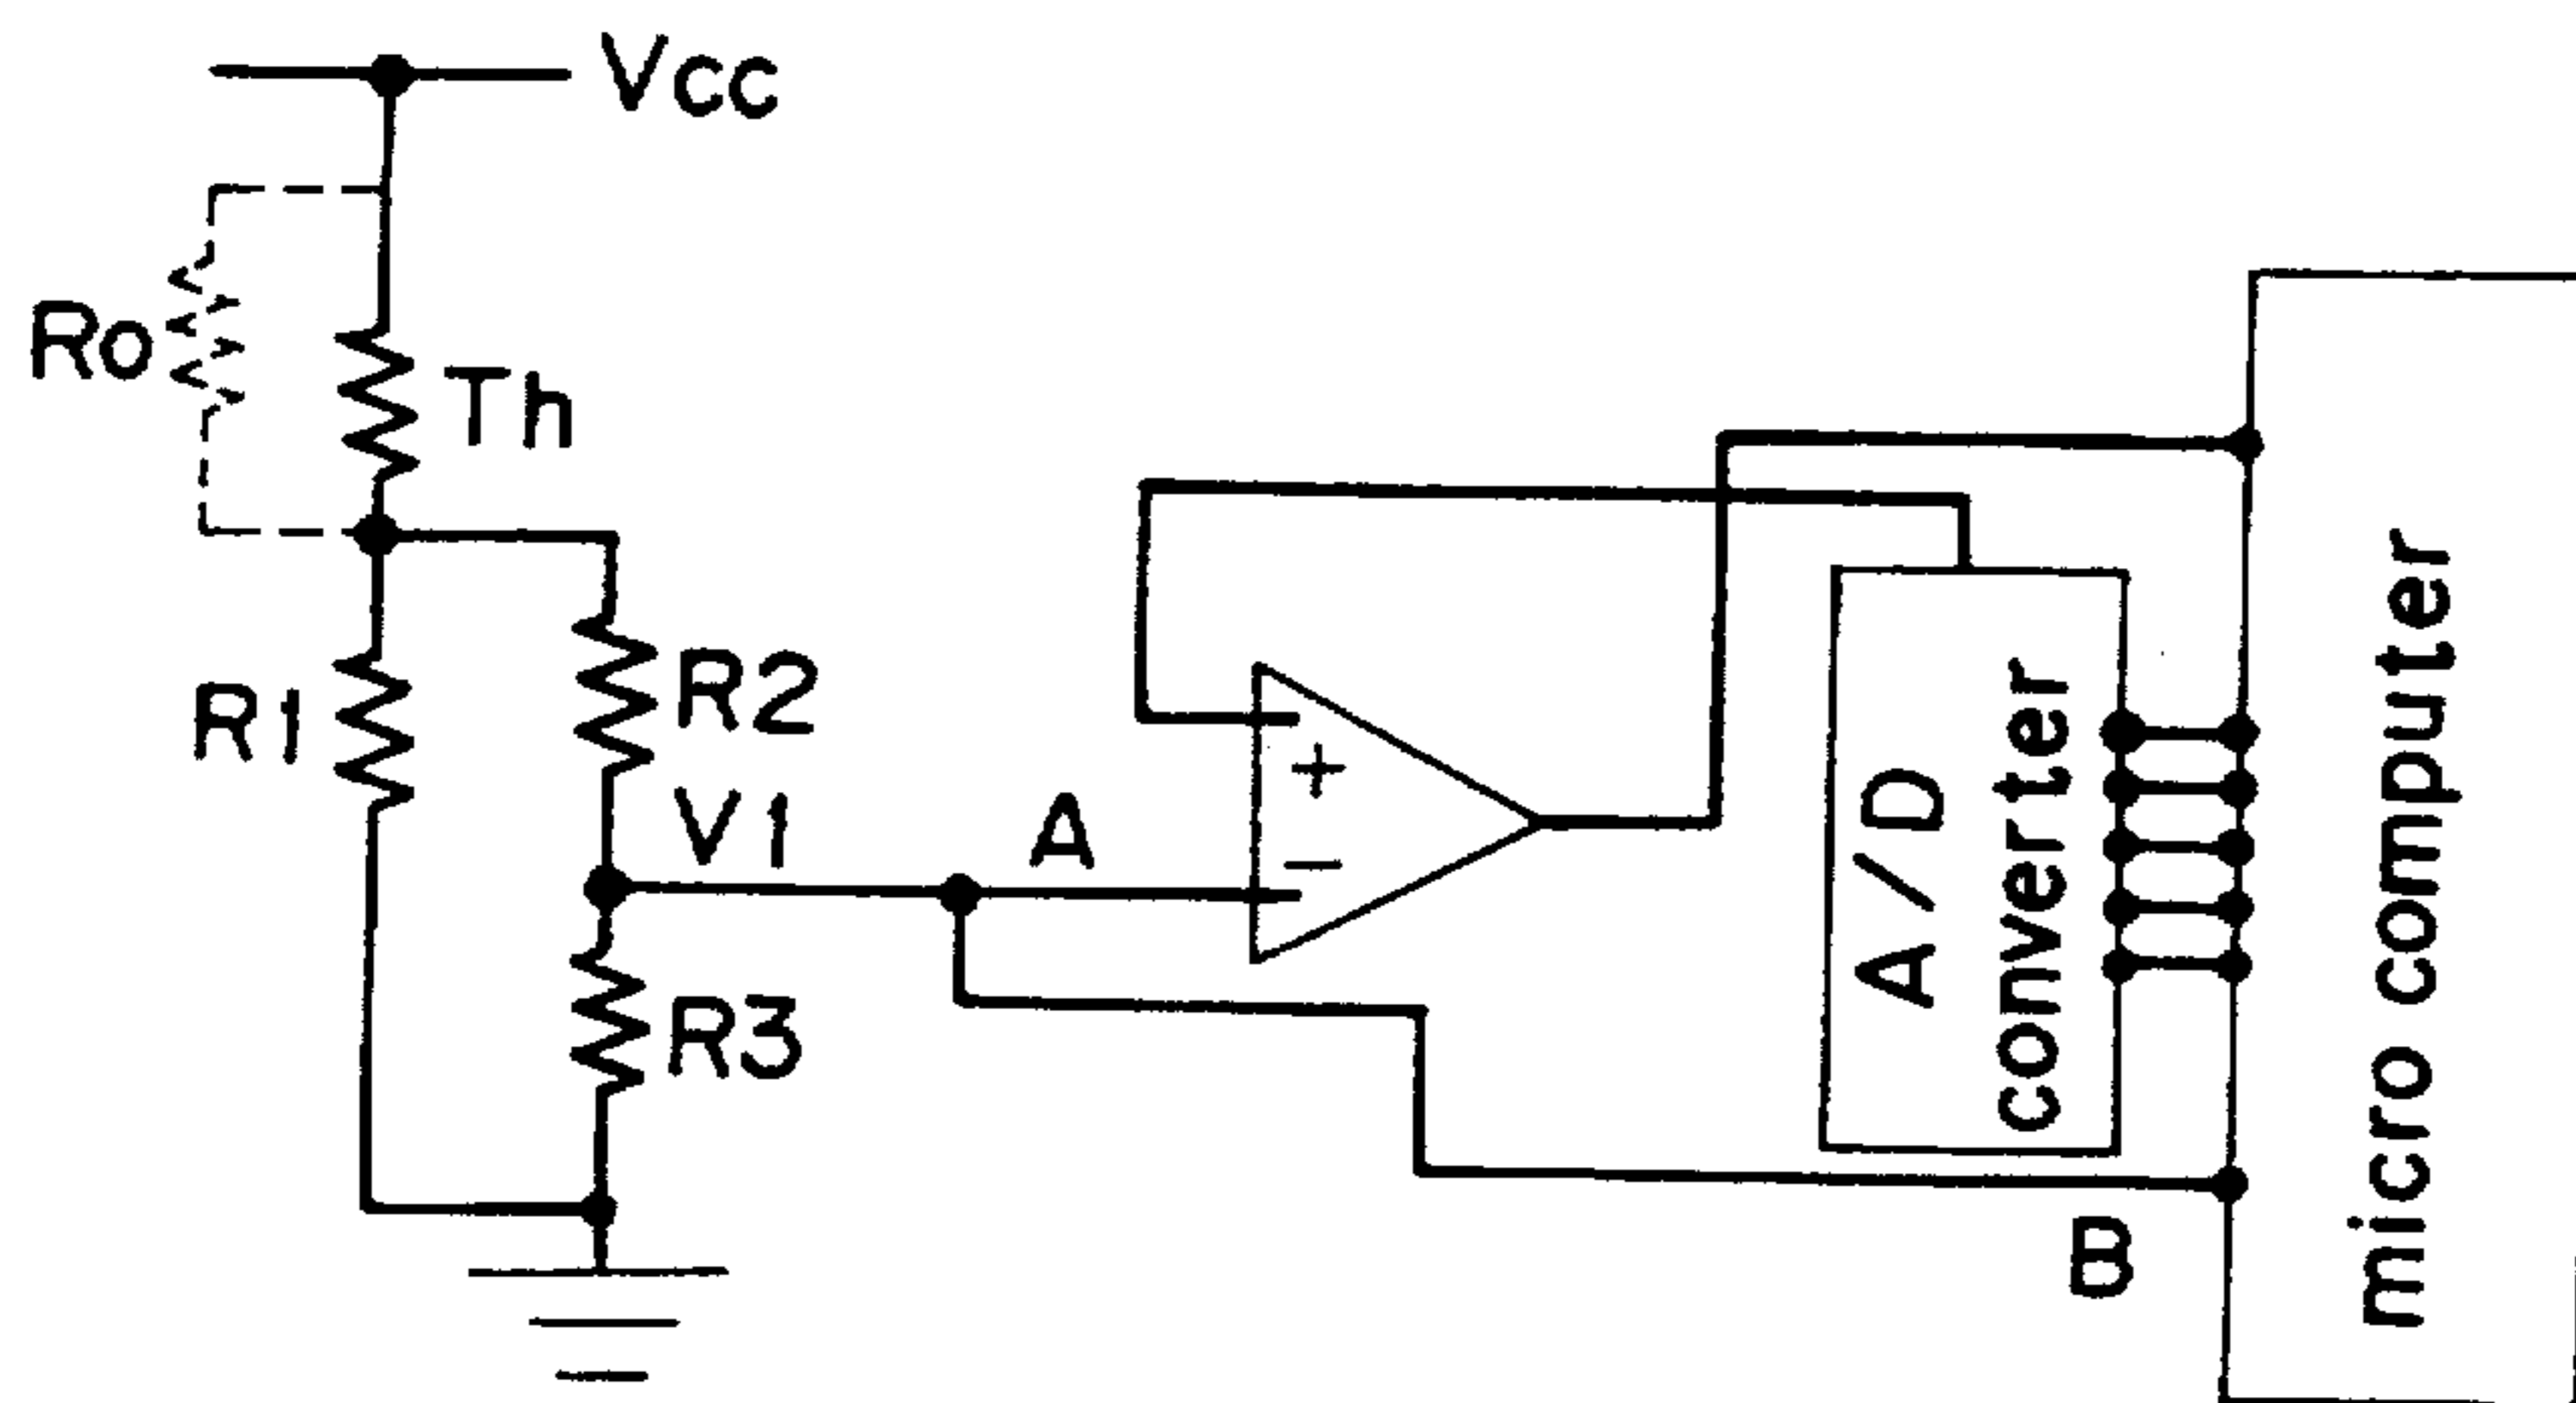 Vcc
Ro
Th
R1
R2
V1
A
+
−
R3
A/D
converter
B
micro computer